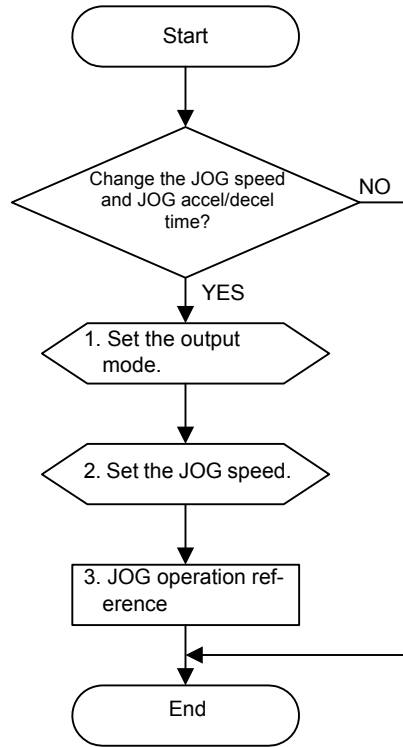 Start
Change the JOG speed
and JOG accel/decel
time?
NO
YES
1. Set the output
mode.
2. Set the JOG speed.
3. JOG operation ref-
erence
End